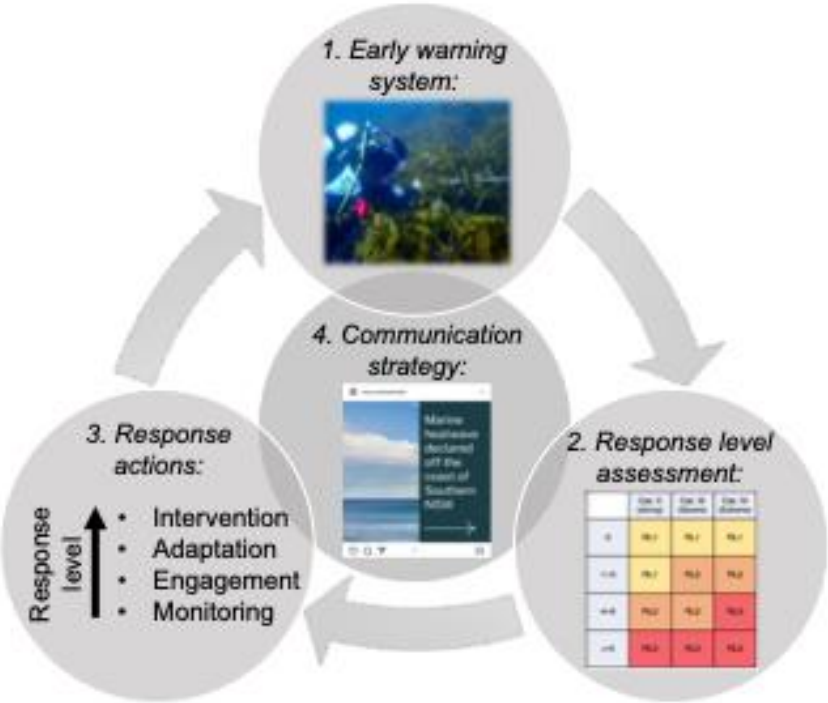 1. Early warning
system:
4. Communication
strategy:
Marine
heatwave
declared
off the
coast of
Southern
NSW
3. Response
actions:
Response
level
• Intervention
• Adaptation
• Engagement
• Monitoring
2. Response level
assessment: